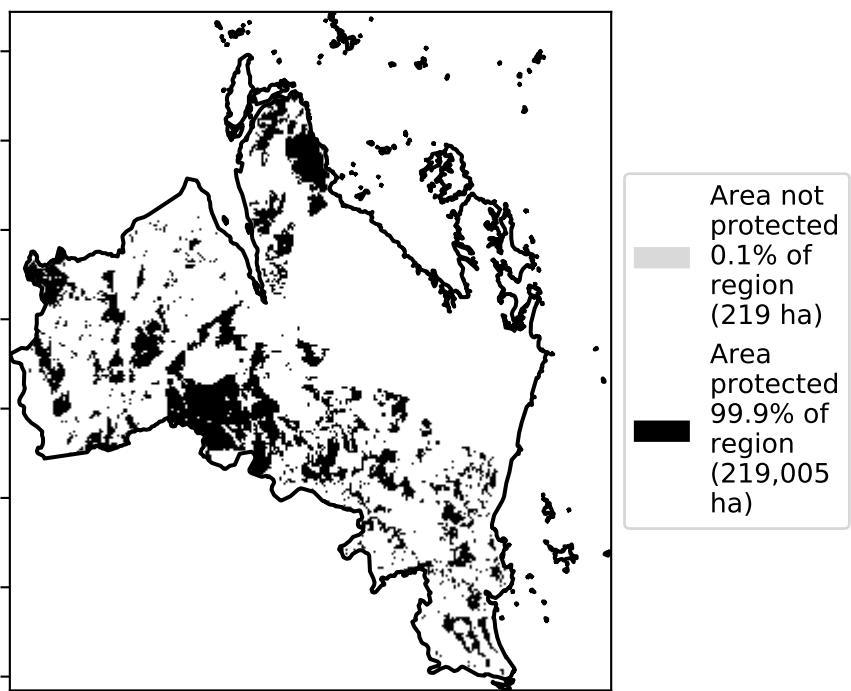 Area not
protected
0.1% of
region
(219 ha)
Area
protected
99.9% of
region
(219,005
ha)